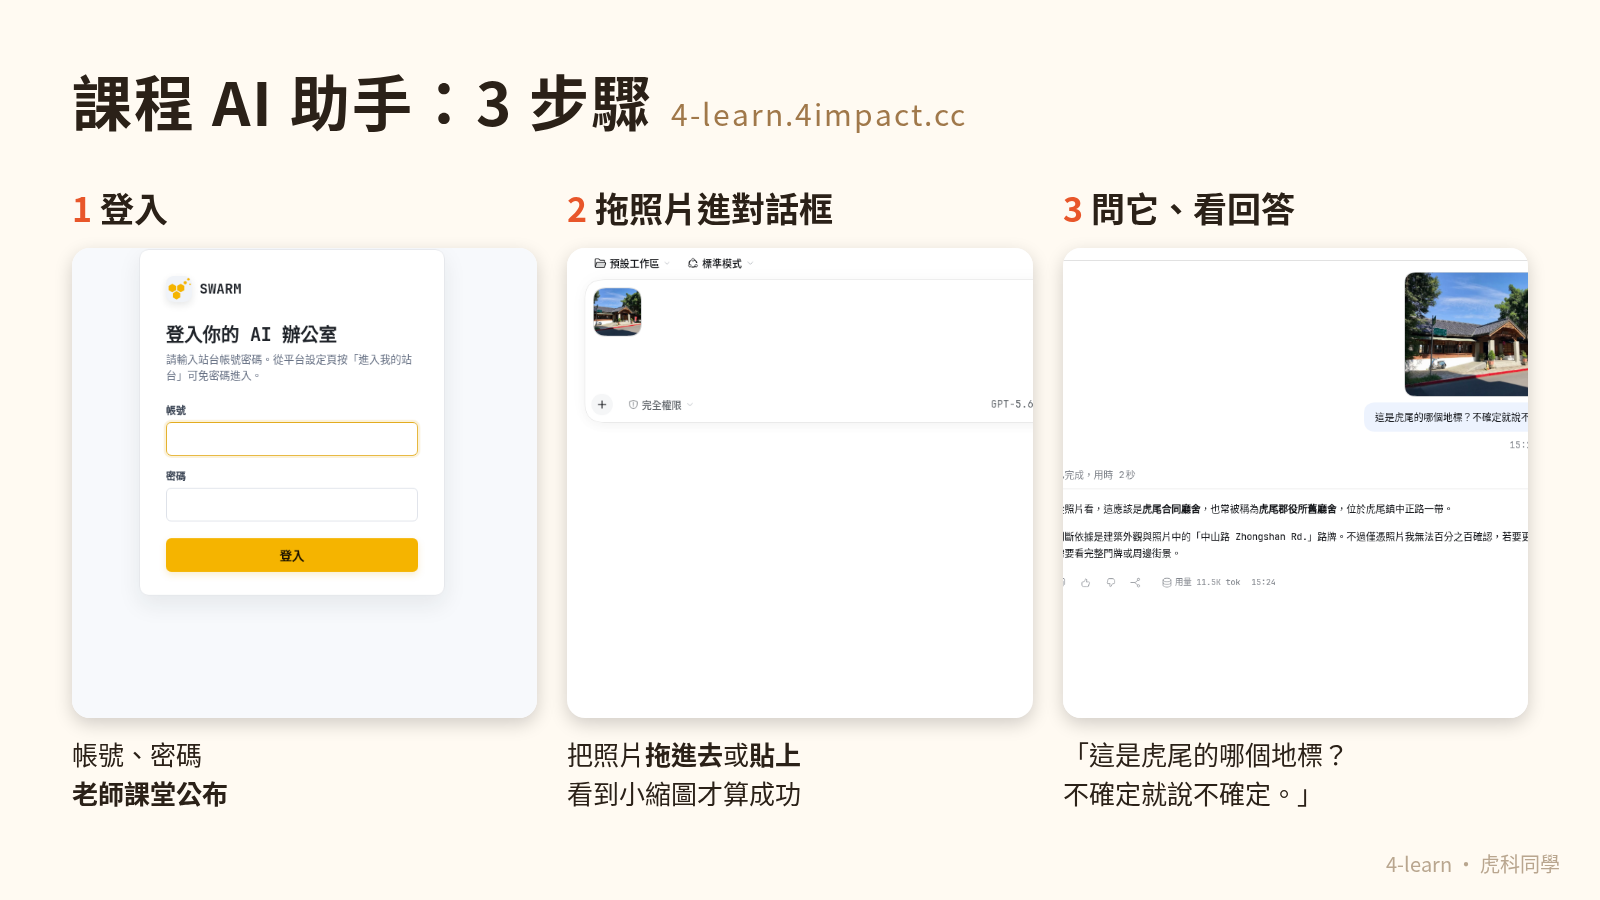 課程 AI 助手：3 步驟 4-learn.4impact.cc
1 登入
SWARM
登入你的 AI 辦公室
請輸入站台帳號密碼。從平台設定頁按「進入我的站
台」可免密碼進入。
帳號
密碼
登入
帳號、密碼
老師課堂公布
2 拖照片進對話框
預設工作區 標準模式
+ 完全權限 GPT-5.6
把照片拖進去或貼上
看到小縮圖才算成功
3 問它、看回答
這是虎尾的哪個地標？不確定就說不
15:
完成，用時 2秒
照片看，這應該是虎尾合同廳舍，也常被稱為虎尾郡役所舊廳舍，位於虎尾鎮中正路一帶。
斷依據是建築外觀與照片中的「中山路 Zhongshan Rd.」路牌。不過僅憑照片我無法百分之百確認，若要更
要看完整門牌或周邊街景。
用量 11.5K tok 15:24
「這是虎尾的哪個地標？
不確定就說不確定。」
4-learn • 虎科同學